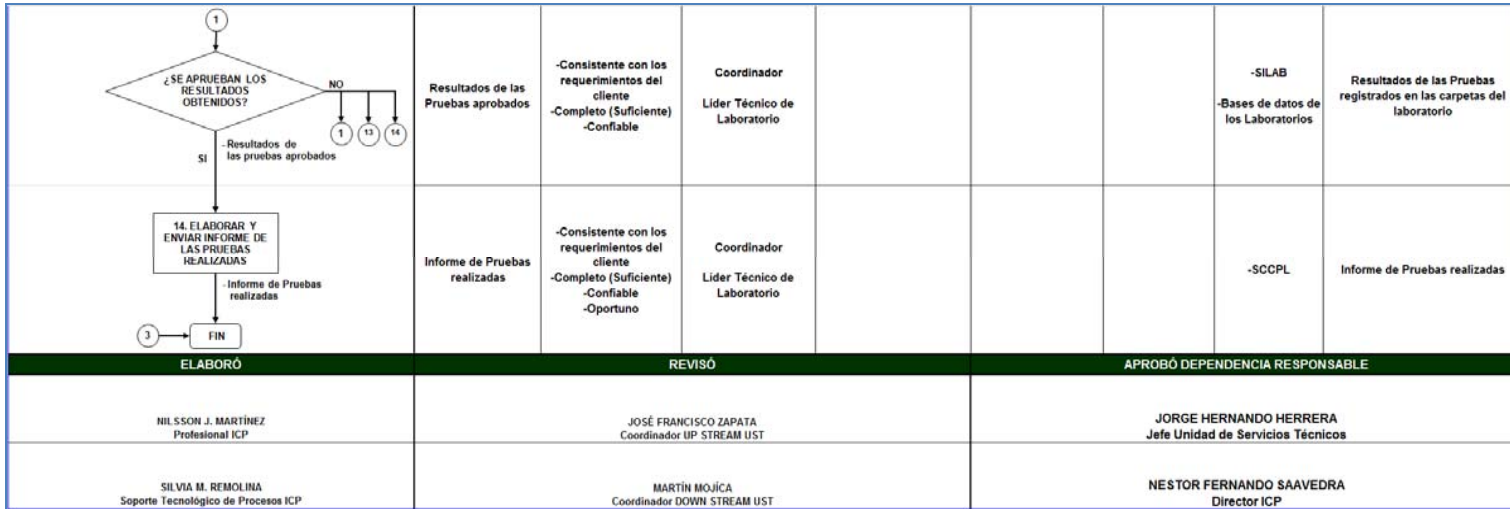 1
¿SE APRUEBAN LOS
RESULTADOS
OBTENIDOS?
NO
1
13
14
SI
- Resultados de
las pruebas aprobados
Resultados de las
Pruebas aprobados
-Consistente con los
requerimientos del
cliente
-Completo (Suficiente)
-Confiable
Coordinador
Lider Técnico de
Laboratorio
-SILAB
-Bases de datos de
los Laboratorios
Resultados de las Pruebas
registrados en las carpetas del
laboratorio
14. ELABORAR Y
ENVIAR INFORME DE
LAS PRUEBAS
REALIZADAS
- Informe de Pruebas
realizadas
3
FIN
Informe de Pruebas
realizadas
-Consistente con los
requerimientos del
cliente
-Completo (Suficiente)
-Confiable
-Oportuno
Coordinador
Lider Técnico de
Laboratorio
-SCCPL
Informe de Pruebas realizadas
ELABORÓ
REVISÓ
APROBÓ DEPENDENCIA RESPONSABLE
NILSSON J. MARTÍNEZ
Profesional ICP
JOSÉ FRANCISCO ZAPATA
Coordinador UP STREAM UST
JORGE HERNANDO HERRERA
Jefe Unidad de Servicios Técnicos
SILVIA M. REMOLINA
Soporte Tecnológico de Procesos ICP
MARTÍN MOJÍCA
Coordinador DOWN STREAM UST
NESTOR FERNANDO SAAVEDRA
Director ICP